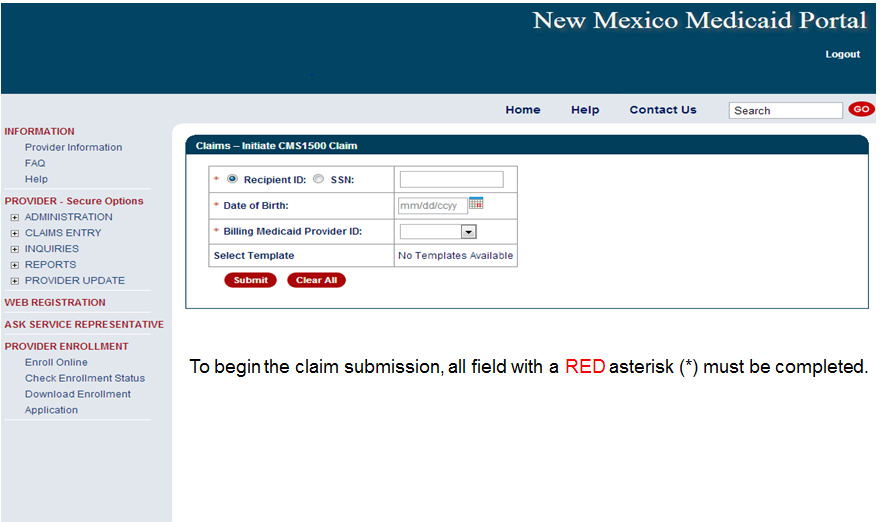 New Mexico Medicaid Portal
Logout
Home Help Contact Us Search GO
INFORMATION
Provider Information
FAQ
Help
PROVIDER - Secure Options
ADMINISTRATION
CLAIMS ENTRY
INQUIRIES
REPORTS
PROVIDER UPDATE
WEB REGISTRATION
ASK SERVICE REPRESENTATIVE
PROVIDER ENROLLMENT
Enroll Online
Check Enrollment Status
Download Enrollment
Application
Claims – Initiate CMS1500 Claim
* Recipient ID: SSN:
* Date of Birth: mm/dd/ccyy
* Billing Medicaid Provider ID:
Select Template No Templates Available
Submit Clear All
To begin the claim submission, all field with a RED asterisk (*) must be completed.